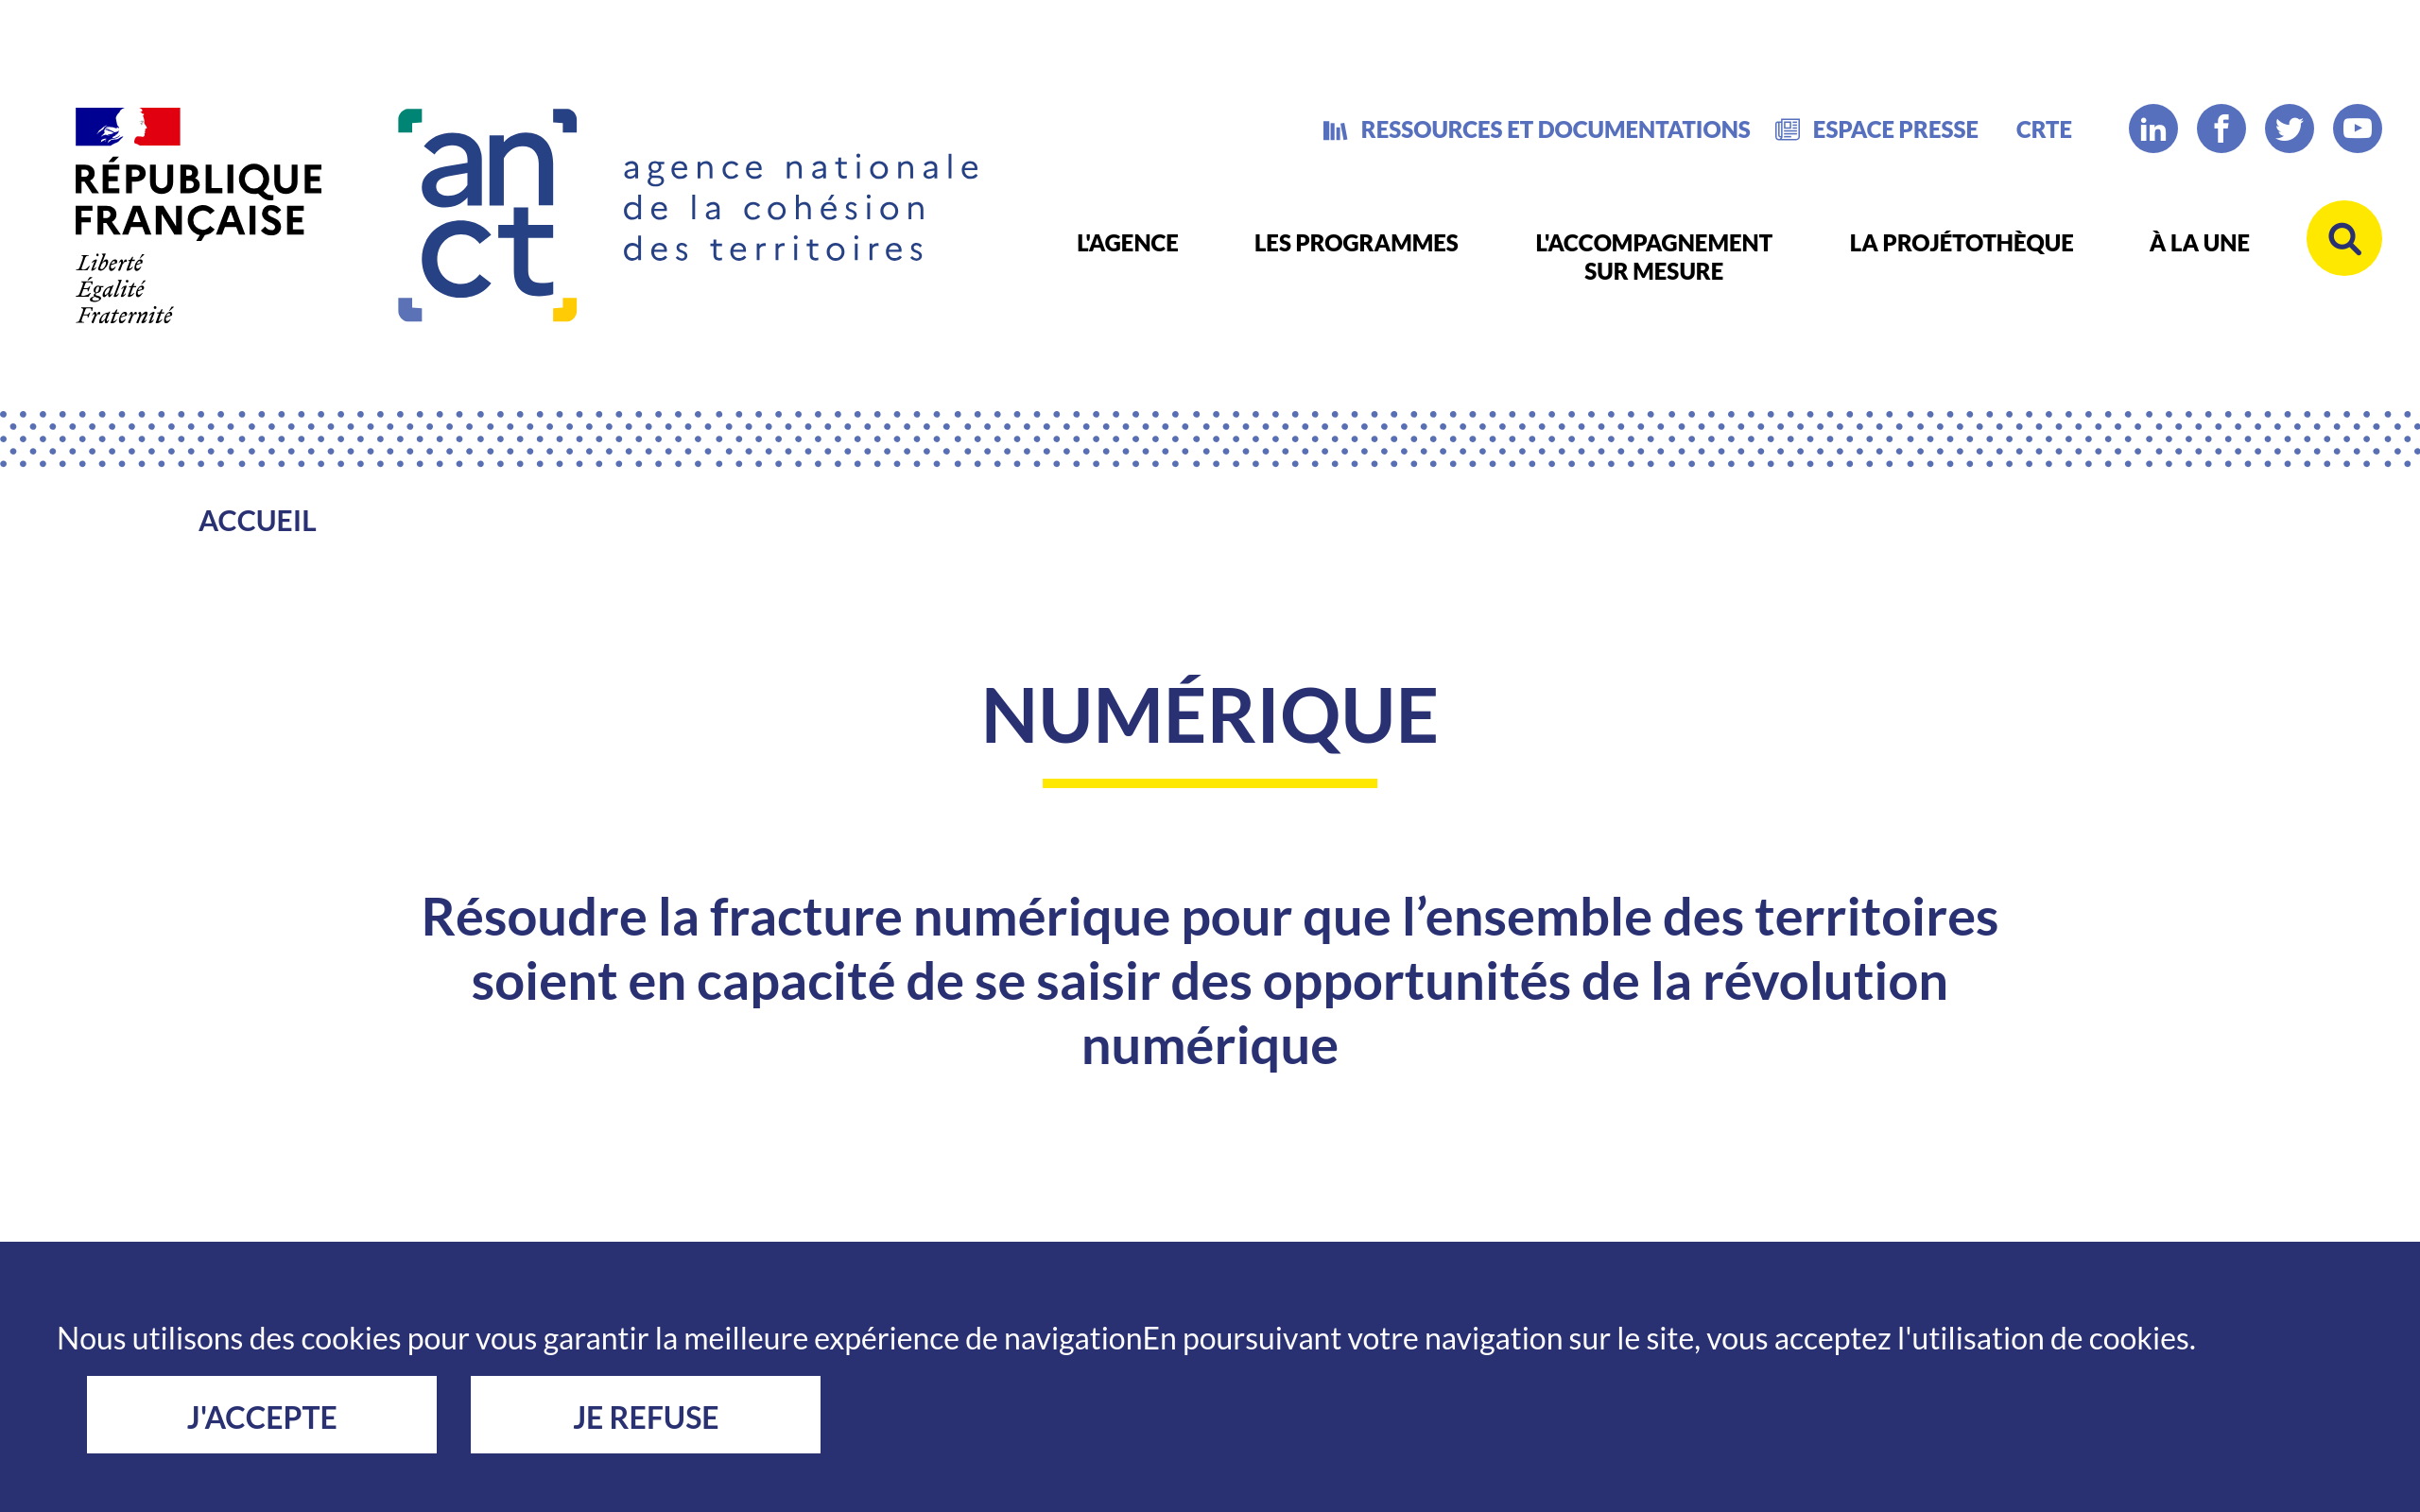 RÉPUBLIQUE
FRANÇAISE
Liberté
Égalité
Fraternité
an
ct
agence nationale
de la cohésion
des territoires
RESSOURCES ET DOCUMENTATIONS
ESPACE PRESSE
CRTE
L'AGENCE
LES PROGRAMMES
L'ACCOMPAGNEMENT
SUR MESURE
LA PROJÉTOTHÈQUE
À LA UNE
ACCUEIL
NUMÉRIQUE
Résoudre la fracture numérique pour que l’ensemble des territoires
soient en capacité de se saisir des opportunités de la révolution
numérique
Nous utilisons des cookies pour vous garantir la meilleure expérience de navigationEn poursuivant votre navigation sur le site, vous acceptez l'utilisation de cookies.
J'ACCEPTE
JE REFUSE